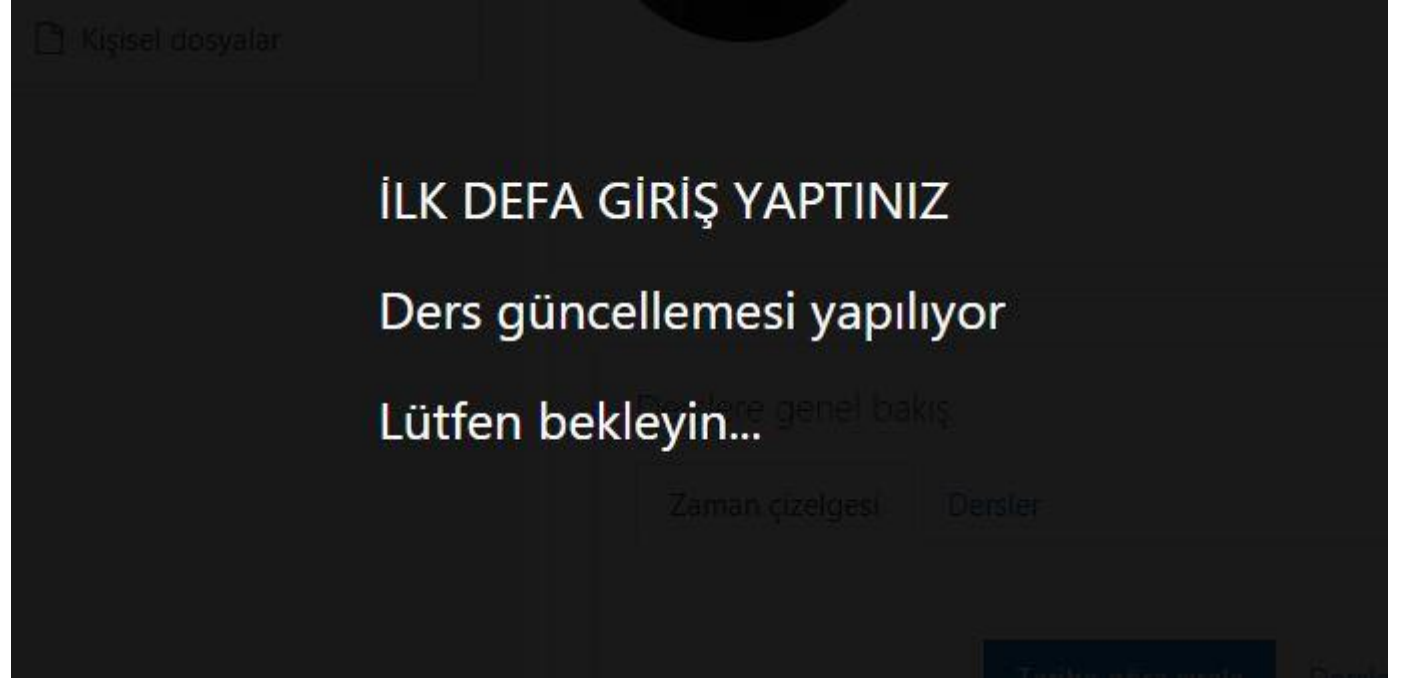 Kişisel dosyalar
İLK DEFA GİRİŞ YAPTINIZ
Ders güncellemesi yapılıyor
Derslere genel bakış
Lütfen bekleyin...
Zaman çizelgesi Dersler